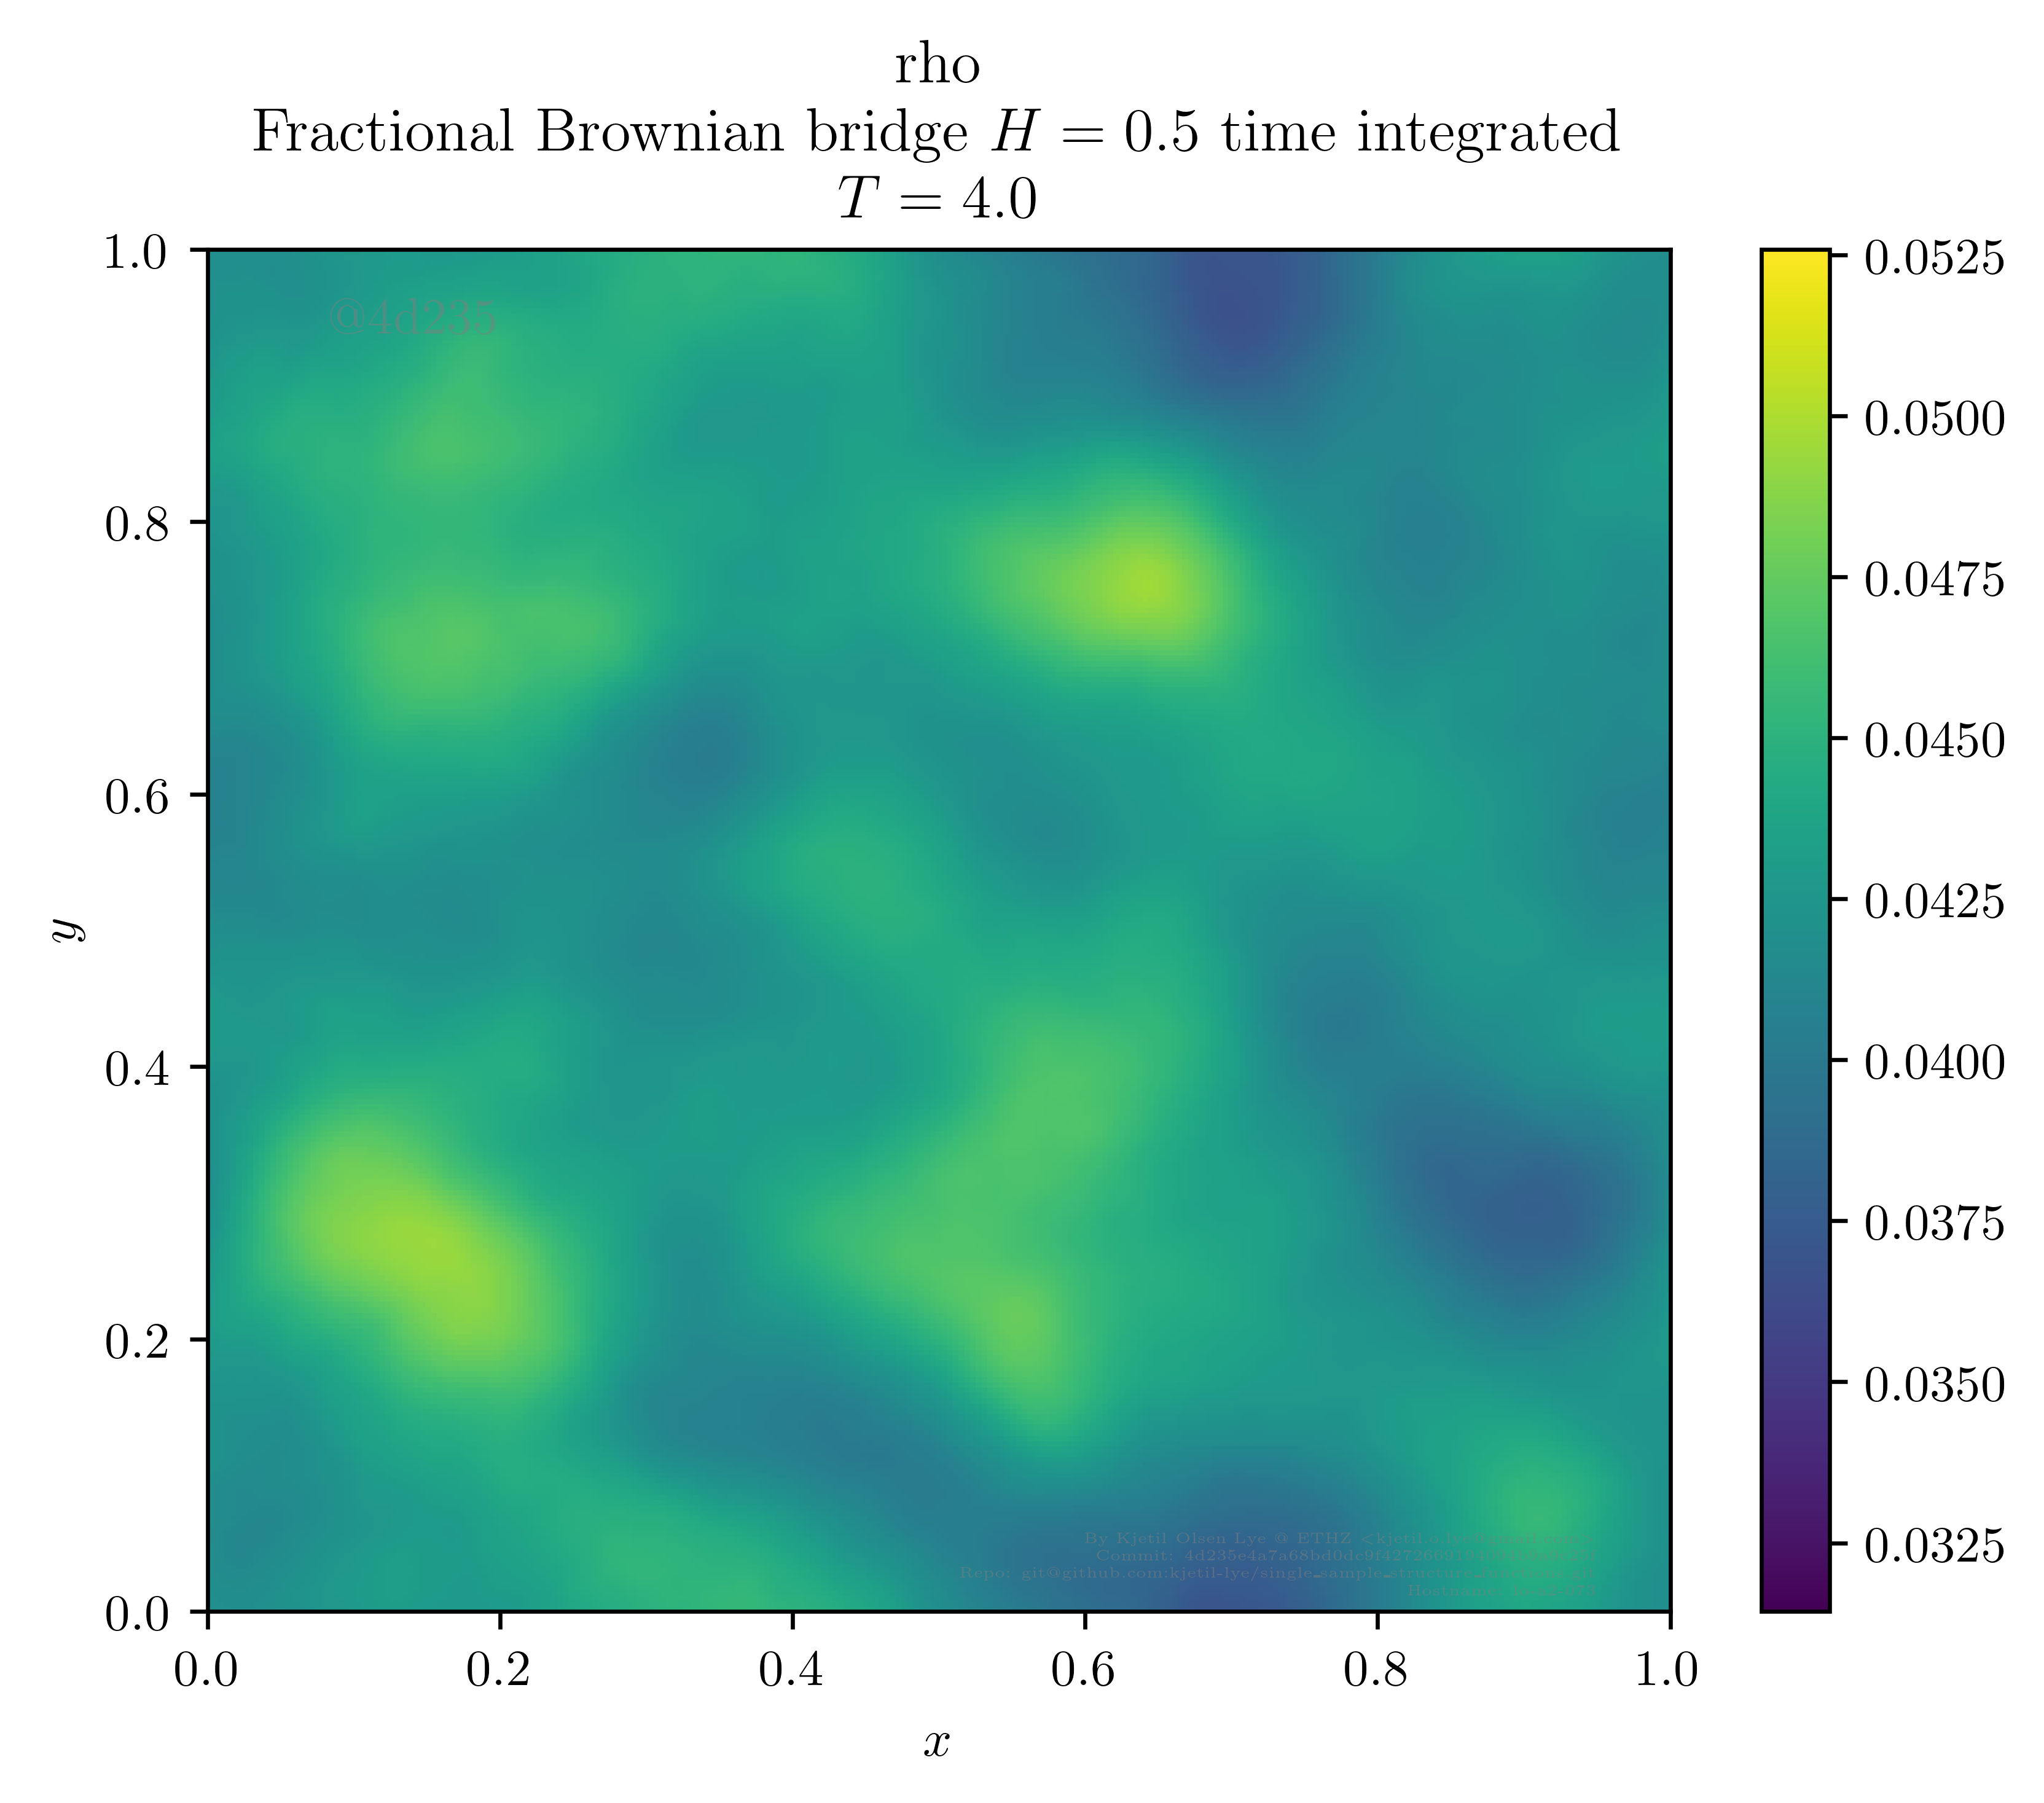 rho
Fractional Brownian bridge H = 0.5 time integrated
T = 4.0
@4d235
1.0
0.8
0.6
0.4
0.2
0.0
y
0.0 0.2 0.4 0.6 0.8 1.0
x
0.0525
0.0500
0.0475
0.0450
0.0425
0.0400
0.0375
0.0350
0.0325
By Kjetil Olsen Lye @ ETHZ
Commit:
Repo:
Hostname: